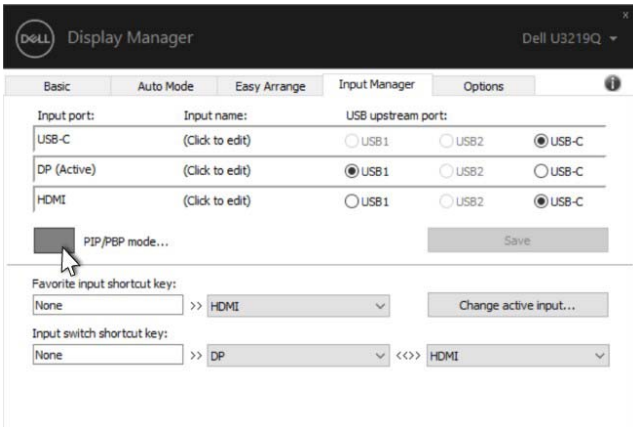 x
DELL Display Manager Dell U3219Q
Basic Auto Mode Easy Arrange Input Manager Options i
Input port: Input name: USB upstream port:
USB-C (Click to edit) USB1 USB2 USB-C
DP (Active) (Click to edit) USB1 USB2 USB-C
HDMI (Click to edit) USB1 USB2 USB-C
PIP/PBP mode... Save
Favorite input shortcut key:
None >> HDMI Change active input...
Input switch shortcut key:
None >> DP <<>> HDMI